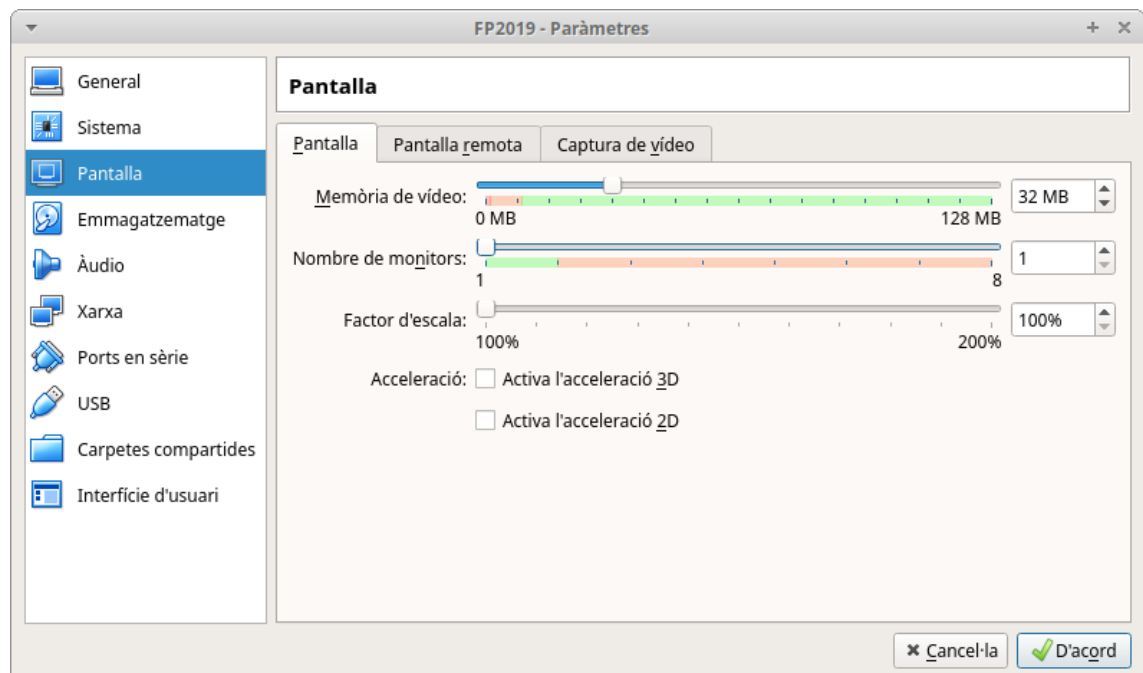 FP2019 - Paràmetres
General
Sistema
Pantalla
Emmagatzematge
Àudio
Xarxa
Ports en sèrie
USB
Carpetes compartides
Interfície d'usuari
Pantalla
Pantalla Pantalla remota Captura de vídeo
Memòria de vídeo: 32 MB
0 MB 128 MB
Nombre de monitors: 1
1 8
Factor d'escala: 100%
100% 200%
Acceleració: Activa l'acceleració 3D
Activa l'acceleració 2D
Cancel·la D'acord